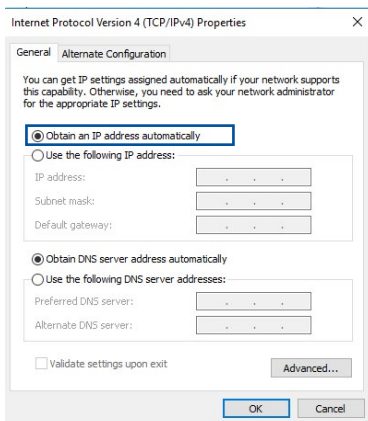 Internet Protocol Version 4 (TCP/IPv4) Properties
General
Alternate Configuration
You can get IP settings assigned automatically if your network supports
this capability. Otherwise, you need to ask your network administrator
for the appropriate IP settings.
Obtain an IP address automatically
Use the following IP address:
IP address:
Subnet mask:
Default gateway:
Obtain DNS server address automatically
Use the following DNS server addresses:
Preferred DNS server:
Alternate DNS server:
Validate settings upon exit
Advanced...
OK
Cancel